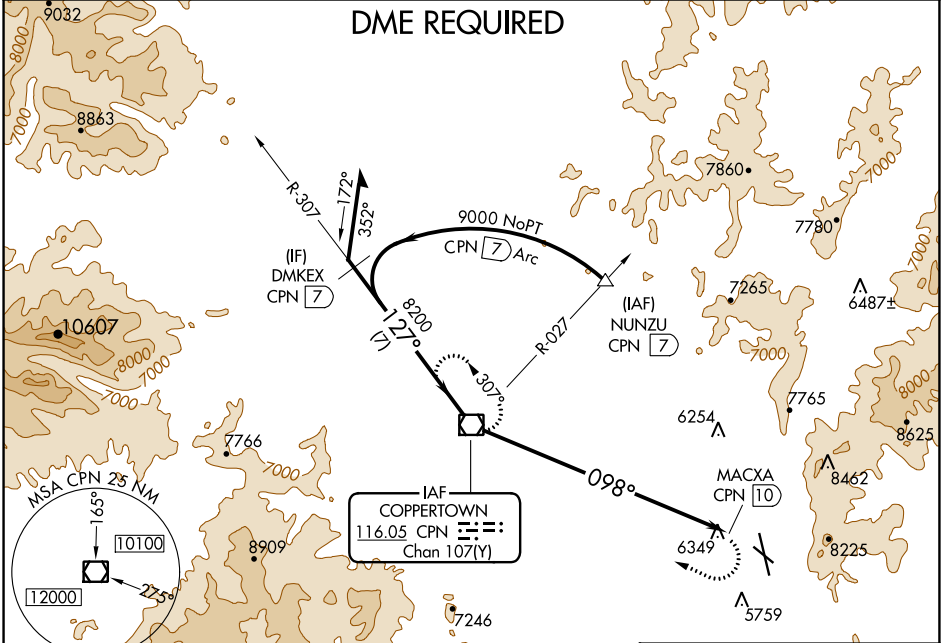 DME REQUIRED
9032
8000
7000
8863
R-307
172°
352°
9000 NoPT
CPN 7 Arc
7860
7000
7780
7000
(IF)
DMKEX
CPN 7
8200
127°
(7)
(IAF)
NUNZU
CPN 7
R-027
7265
6487±
7000
10607
8000
7000
7000
307°
7765
8000
8625
6254
7766
7000
098°
MACXA
CPN 10
8462
MSA CPN 25 NM
165°
10100
12000
275°
IAF
COPPERTOWN
116.05 CPN
Chan 107(Y)
8909
6349
8225
5759
7246